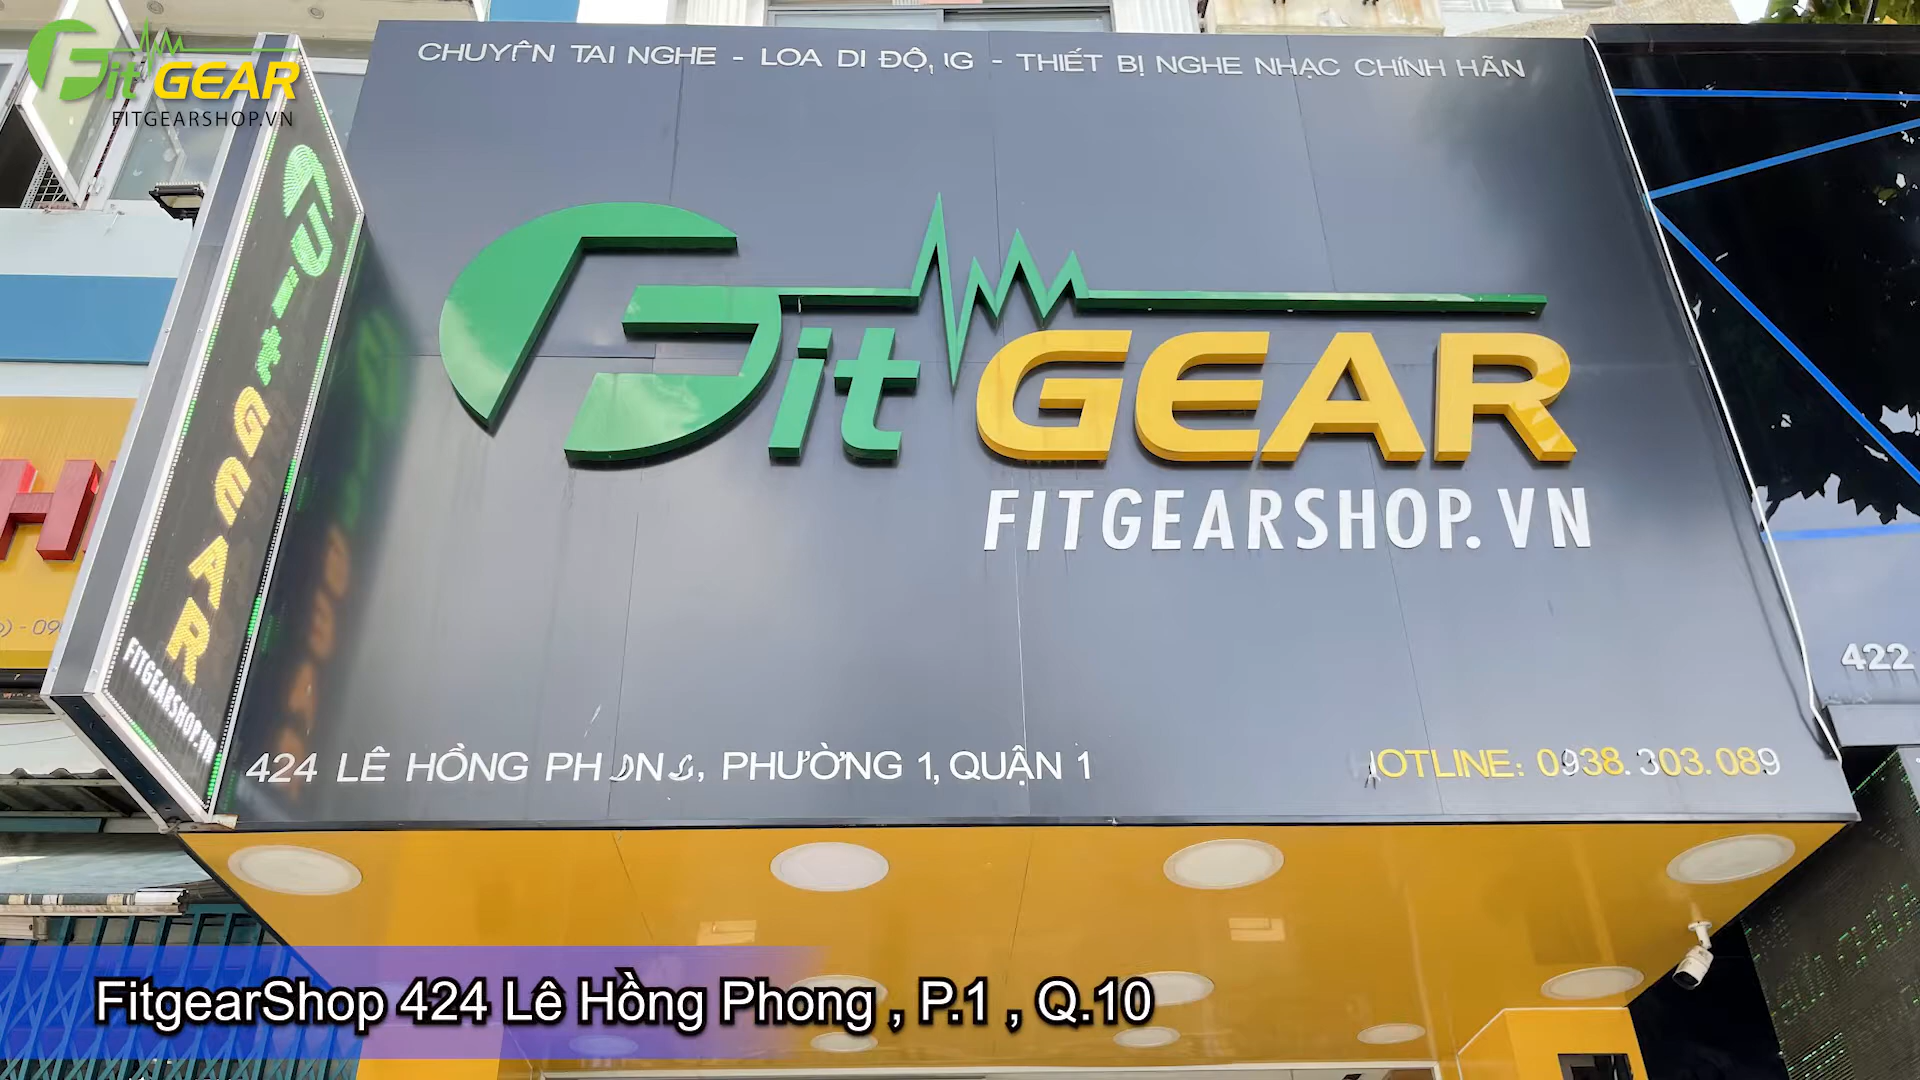 Fit GEAR
FITGEARSHOP.VN
CHUYÊN TAI NGHE - LOA DI ĐỘNG - THIẾT BỊ NGHE NHẠC CHÍNH HÃN
Fit GEAR
FITGEARSHOP.VN
Fit
GEAR
FITGEARSHOP.VN
H
09
422
424 LÊ HỒNG PHONG, PHƯỜNG 1, QUẬN 1
HOTLINE: 0938.303.089
FitgearShop 424 Lê Hồng Phong , P.1 , Q.10